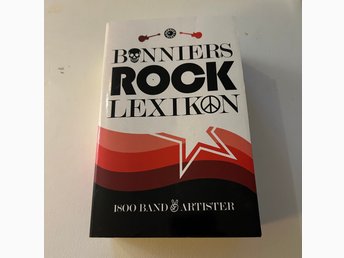 BONNIERS
ROCK
LEXIKON
1800 BAND & ARTISTER